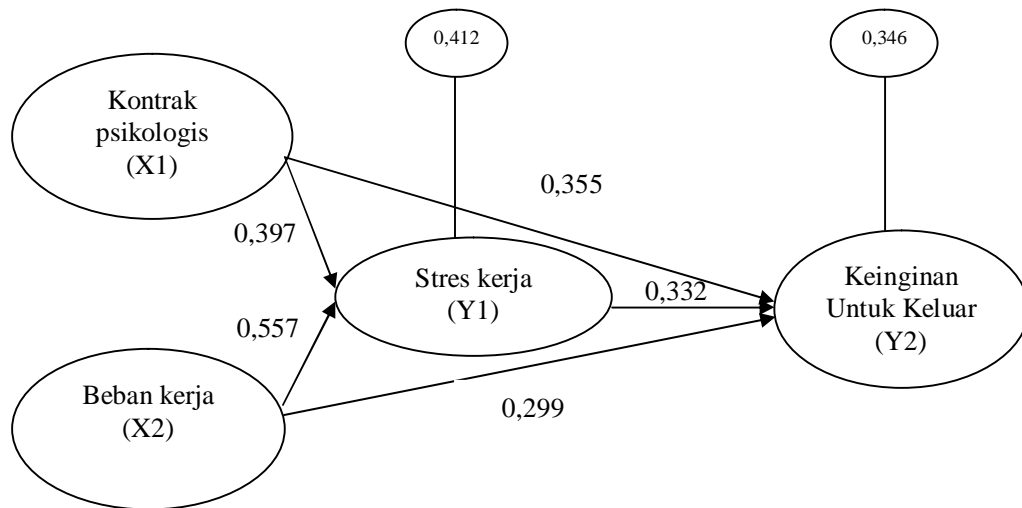 0,412
0,346
Kontrak
psikologis
(X1)
0,355
0,397
Stres kerja
(Y1)
0,332
Keinginan
Untuk Keluar
(Y2)
0,557
Beban kerja
(X2)
0,299